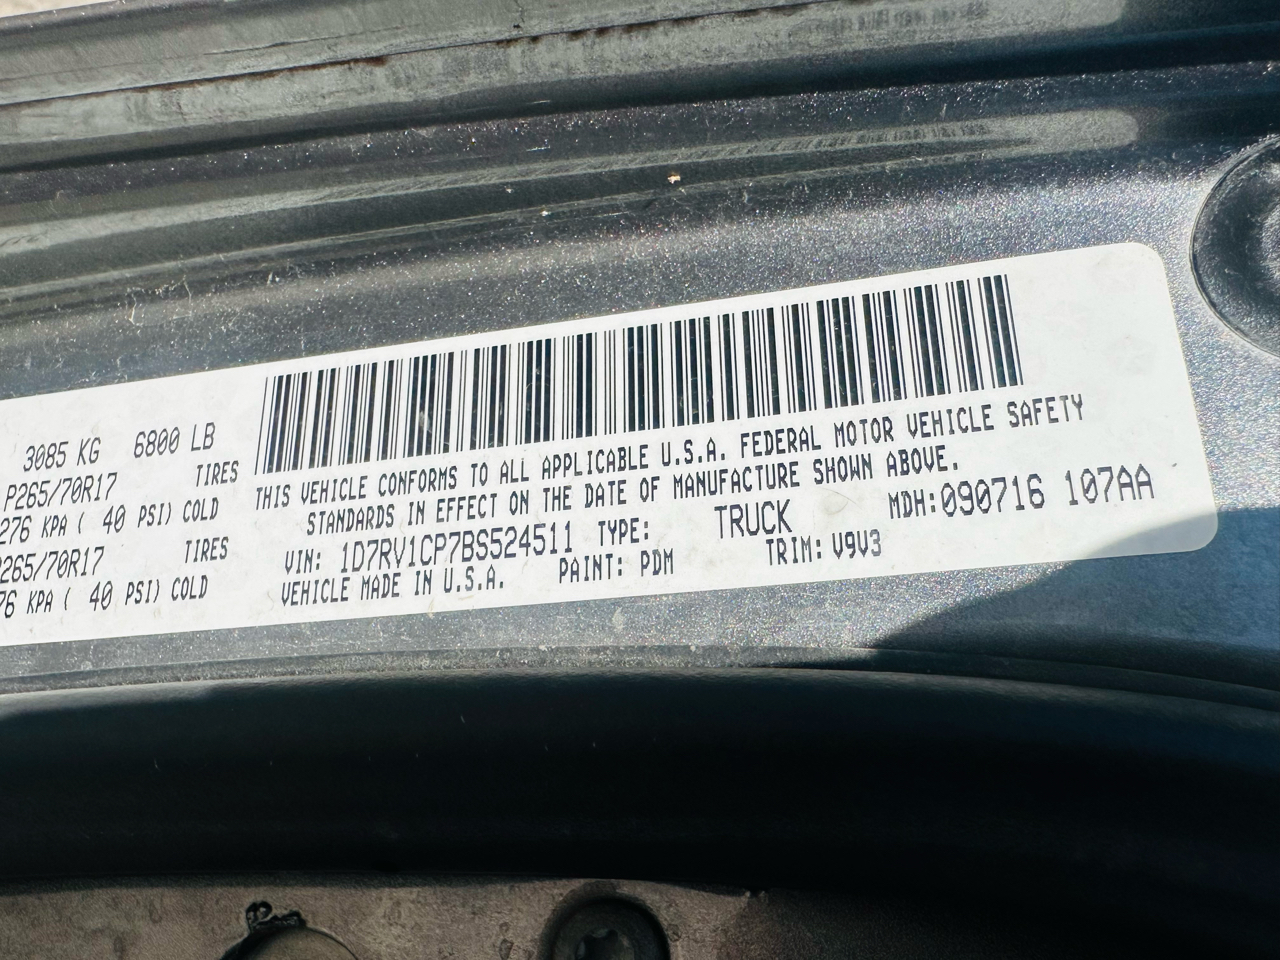 3085 KG 6800 LB
P265/70R17 TIRES
276 KPA ( 40 PSI) COLD
P265/70R17 TIRES
76 KPA ( 40 PSI) COLD
THIS VEHICLE CONFORMS TO ALL APPLICABLE U.S.A. FEDERAL MOTOR VEHICLE SAFETY
STANDARDS IN EFFECT ON THE DATE OF MANUFACTURE SHOWN ABOVE.
VIN: 1D7RV1CP7BS524511 TYPE: TRUCK MDH:090716 107AA
VEHICLE MADE IN U.S.A. PAINT: PDM TRIM: V9V3